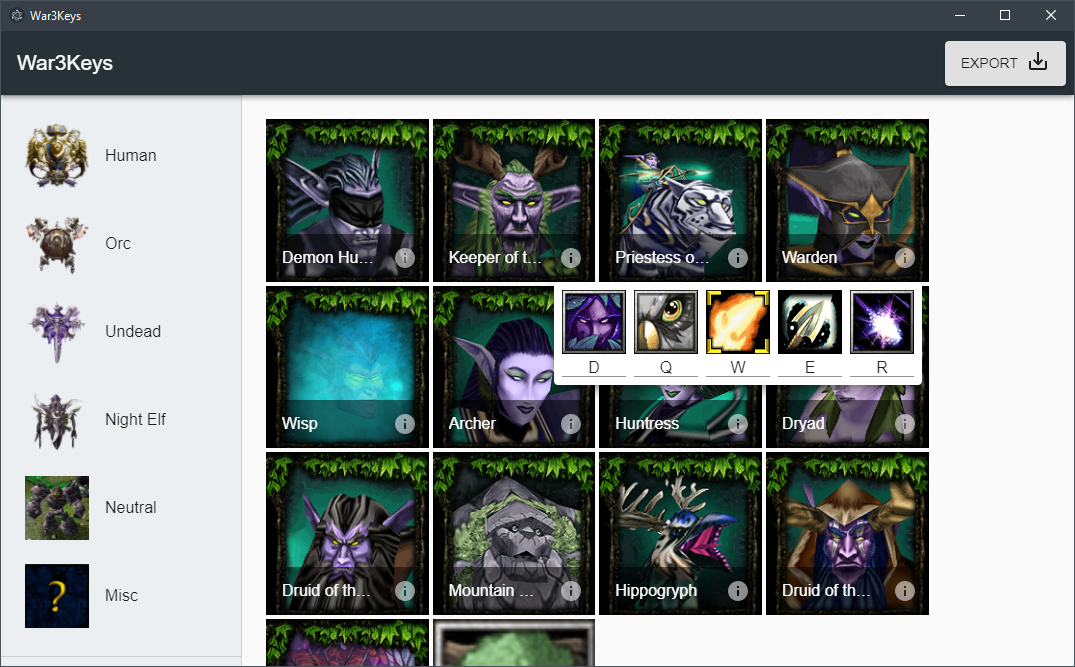 War3Keys
War3Keys
EXPORT
Human
Orc
Undead
Night Elf
Neutral
Misc
Demon Hu...
Keeper of t...
Priestess o...
Warden
D
Q
W
E
R
Wisp
Archer
Huntress
Dryad
Druid of th...
Mountain ...
Hippogryph
Druid of th...